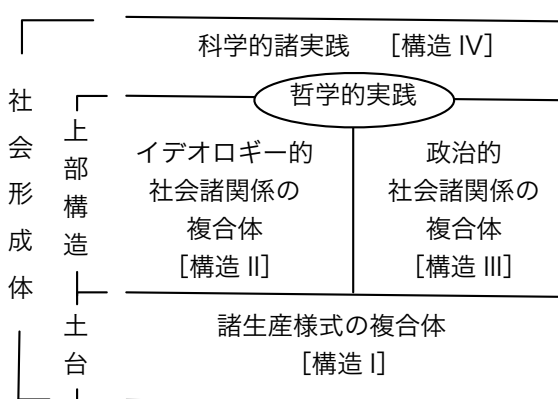 科学的諸実践 ［構造 IV］
哲学的実践
社会形成体
上部構造
イデオロギー的
社会諸関係の
複合体
［構造 II］
政治的
社会諸関係の
複合体
［構造 III］
土台
諸生産様式の複合体
［構造 I］